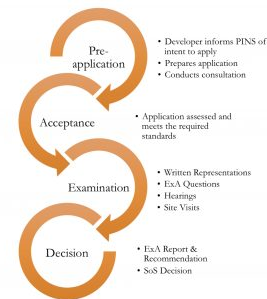 Pre-
application
• Developer informs PINS of
intent to apply
• Prepares application
• Conducts consultation
Acceptance
• Application assessed and
meets the required
standards
Examination
• Written Representations
• ExA Questions
• Hearings
• Site Visits
Decision
• ExA Report &
Recommendation
• SoS Decision